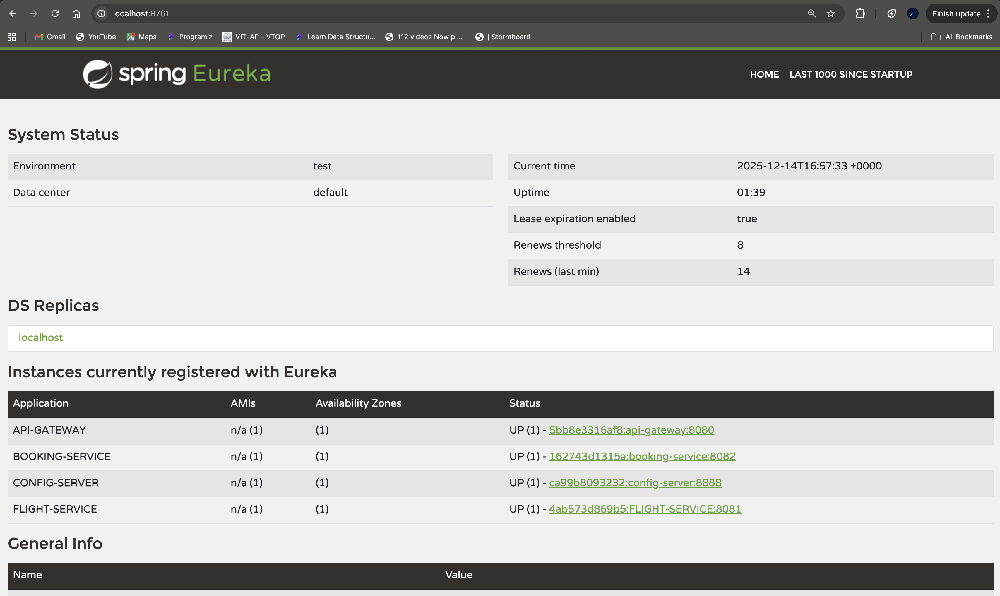 localhost:8761
Finish update
Gmail
YouTube
Maps
Programiz
VIT-AP - VTOP
Learn Data Structu...
112 videos Now pl...
| Stormboard
All Bookmarks
spring Eureka
HOME
LAST 1000 SINCE STARTUP
System Status
Environment test
Data center default
Current time 2025-12-14T16:57:33 +0000
Uptime 01:39
Lease expiration enabled true
Renews threshold 8
Renews (last min) 14
DS Replicas
localhost
Instances currently registered with Eureka
Application AMIs Availability Zones Status
API-GATEWAY n/a (1) (1) UP (1) - 5bb8e3316af8:api-gateway:8080
BOOKING-SERVICE n/a (1) (1) UP (1) - 162743d1315a:booking-service:8082
CONFIG-SERVER n/a (1) (1) UP (1) - ca99b8093232:config-server:8888
FLIGHT-SERVICE n/a (1) (1) UP (1) - 4ab573d869b5:FLIGHT-SERVICE:8081
General Info
Name Value